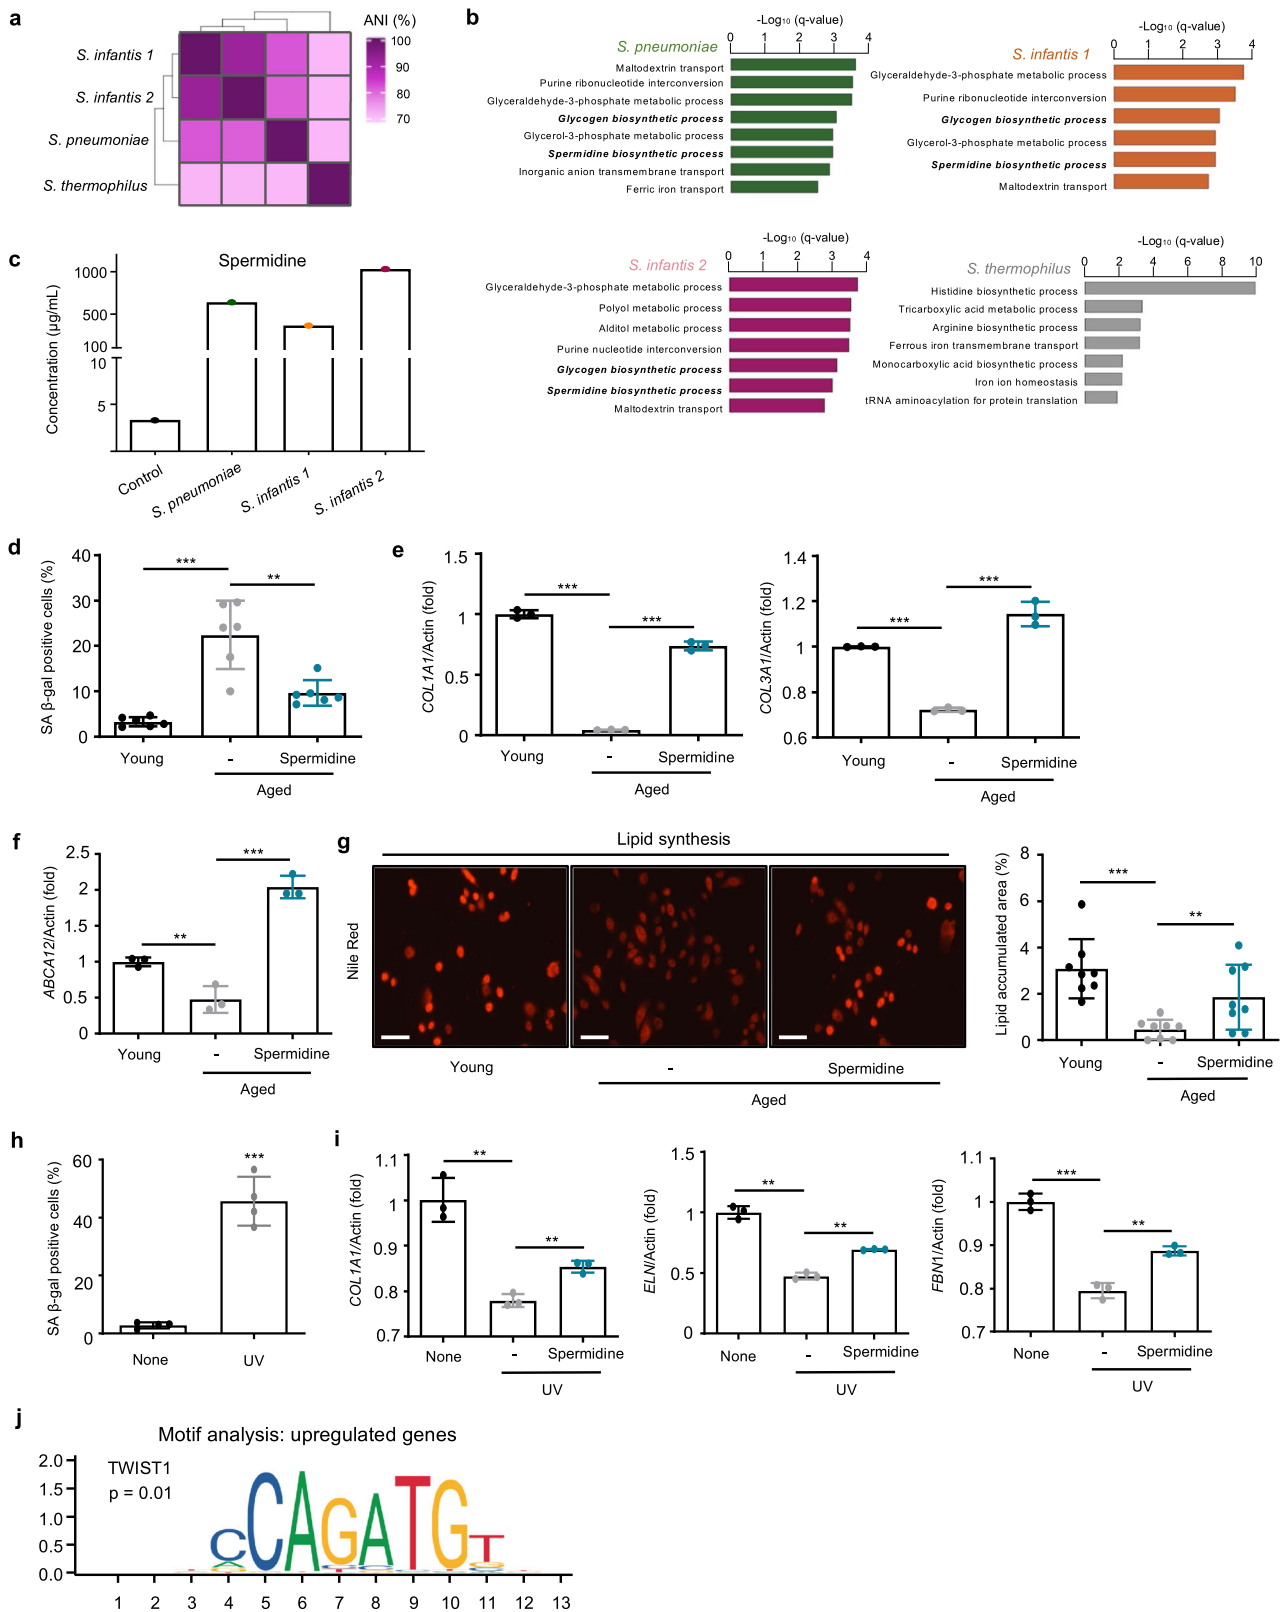 a
ANI (%)
100
90
80
70
S. infantis 1
S. infantis 2
S. pneumoniae
S. thermophilus
b
-Log10 (q-value)
S. pneumoniae
0 1 2 3 4
Maltodextrin transport
Purine ribonucleotide interconversion
Glyceraldehyde-3-phosphate metabolic process
Glycogen biosynthetic process
Glycerol-3-phosphate metabolic process
Spermidine biosynthetic process
Inorganic anion transmembrane transport
Ferric iron transport
-Log10 (q-value)
S. infantis 1
0 1 2 3 4
Glyceraldehyde-3-phosphate metabolic process
Purine ribonucleotide interconversion
Glycogen biosynthetic process
Glycerol-3-phosphate metabolic process
Spermidine biosynthetic process
Maltodextrin transport
-Log10 (q-value)
S. infantis 2
0 1 2 3 4
Glyceraldehyde-3-phosphate metabolic process
Polyol metabolic process
Alditol metabolic process
Purine nucleotide interconversion
Glycogen biosynthetic process
Spermidine biosynthetic process
Maltodextrin transport
-Log10 (q-value)
S. thermophilus
0 2 4 6 8 10
Histidine biosynthetic process
Tricarboxylic acid metabolic process
Arginine biosynthetic process
Ferrous iron transmembrane transport
Monocarboxylic acid biosynthetic process
Iron ion homeostasis
tRNA aminoacylation for protein translation
c
Spermidine
Concentration (µg/mL)
1000
500
100
10
5
Control
S. pneumoniae
S. infantis 1
S. infantis 2
d
SA β-gal positive cells (%)
40
30
20
10
0
***
**
Young - Spermidine
Aged
e
COL1A1/Actin (fold)
1.5
1
0.5
0
***
***
Young - Spermidine
Aged
COL3A1/Actin (fold)
1.4
1.2
1
0.8
0.6
***
***
Young - Spermidine
Aged
f
ABCA12/Actin (fold)
2.5
2
1.5
1
0.5
0
**
***
Young - Spermidine
Aged
g
Lipid synthesis
Nile Red
Young - Spermidine
Aged
Lipid accumulated area (%)
8
6
4
2
0
***
**
Young - Spermidine
Aged
h
SA β-gal positive cells (%)
60
40
20
0
***
None UV
i
COL1A1/Actin (fold)
1.1
1
0.9
0.8
0.7
**
**
None - Spermidine
UV
ELN/Actin (fold)
1.5
1
0.5
0
**
**
None - Spermidine
UV
FBN1/Actin (fold)
1.1
1
0.9
0.8
0.7
***
**
None - Spermidine
UV
j
Motif analysis: upregulated genes
TWIST1
p = 0.01
2.0
1.5
1.0
0.5
0.0
CCAGATGT
1 2 3 4 5 6 7 8 9 10 11 12 13